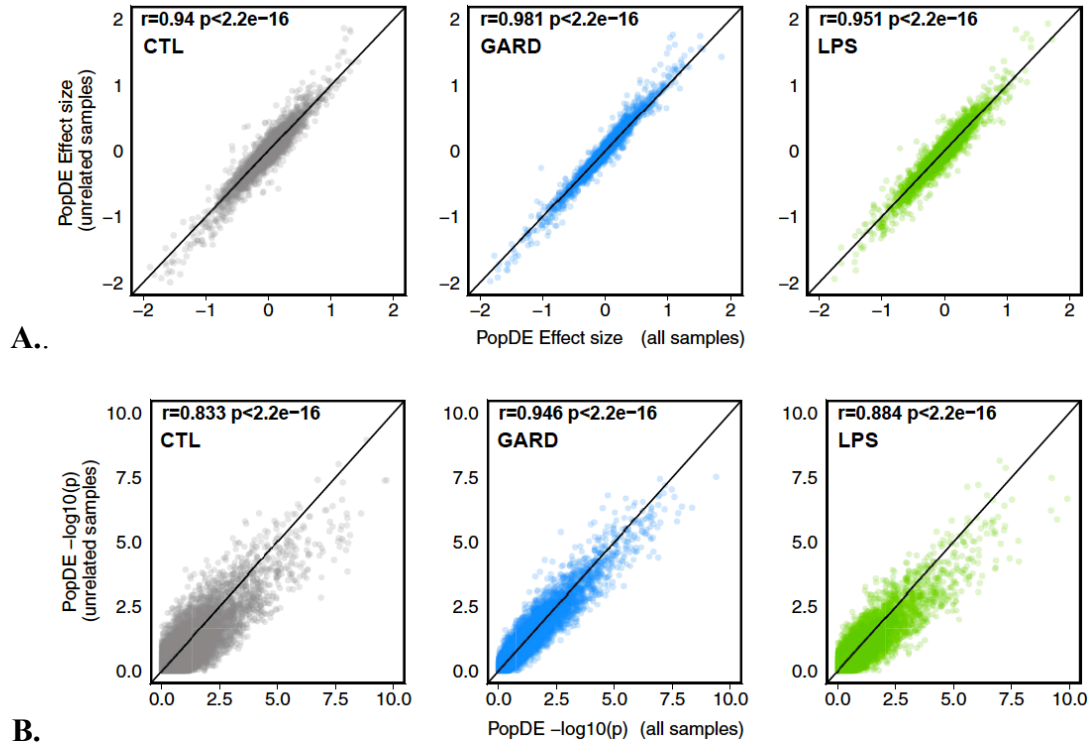 r=0.94 p<2.2e−16
CTL
r=0.981 p<2.2e−16
GARD
r=0.951 p<2.2e−16
LPS
PopDE Effect size
(unrelated samples)
2
1
0
−1
−2
−2 −1 0 1 2
2
1
0
−1
−2
−2 −1 0 1 2
2
1
0
−1
−2
−2 −1 0 1 2
PopDE Effect size (all samples)
A..
r=0.833 p<2.2e−16
CTL
r=0.946 p<2.2e−16
GARD
r=0.884 p<2.2e−16
LPS
PopDE −log10(p)
(unrelated samples)
10.0
7.5
5.0
2.5
0.0
0.0 2.5 5.0 7.5 10.0
10.0
7.5
5.0
2.5
0.0
0.0 2.5 5.0 7.5 10.0
10.0
7.5
5.0
2.5
0.0
0.0 2.5 5.0 7.5 10.0
PopDE −log10(p) (all samples)
B.